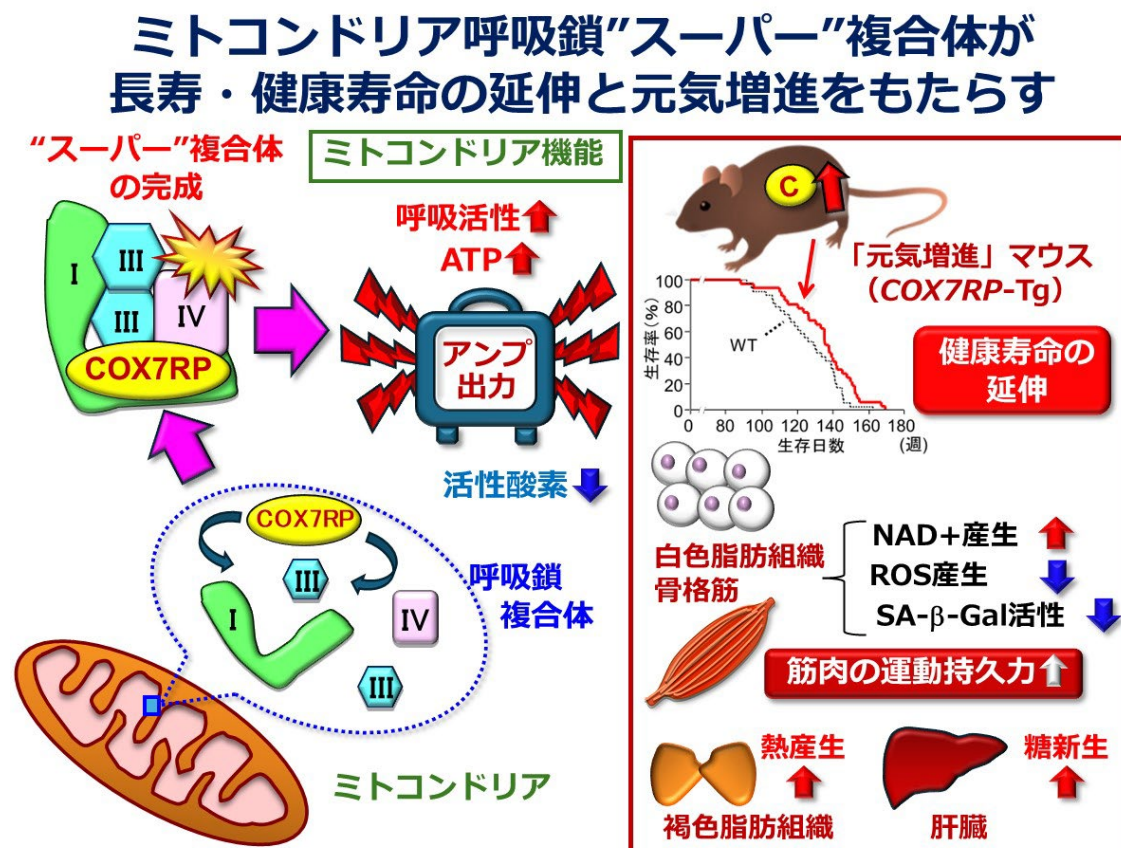 ミトコンドリア呼吸鎖”スーパー”複合体が
長寿・健康寿命の延伸と元気増進をもたらす
“スーパー”複合体
の完成
I
III
III
IV
COX7RP
ミトコンドリア機能
呼吸活性
ATP
アンプ
出力
活性酸素
COX7RP
III
I
IV
III
呼吸鎖
複合体
ミトコンドリア
C
「元気増進」マウス
（COX7RP-Tg）
生存率(%)
100
80
60
40
20
0
WT
0 80 100 120 140 160 180
生存日数 (週)
健康寿命の
延伸
白色脂肪組織
骨格筋
NAD+産生
ROS産生
SA-β-Gal活性
筋肉の運動持久力
熱産生
褐色脂肪組織
糖新生
肝臓